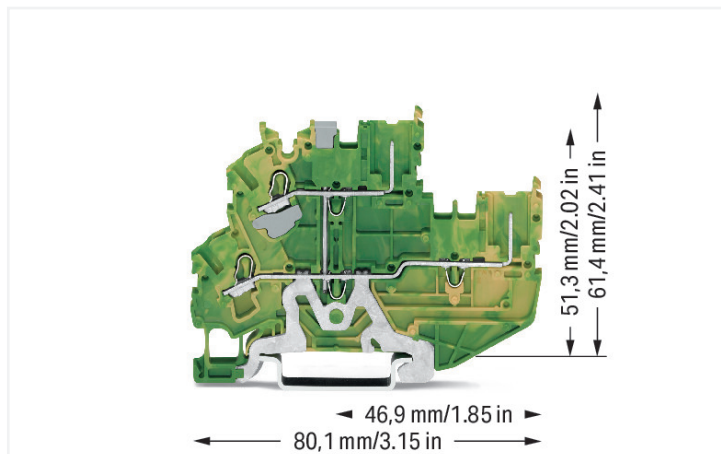 51,3 mm/2.02 in
61,4 mm/2.41 in
46,9 mm/1.85 in
80,1 mm/3.15 in